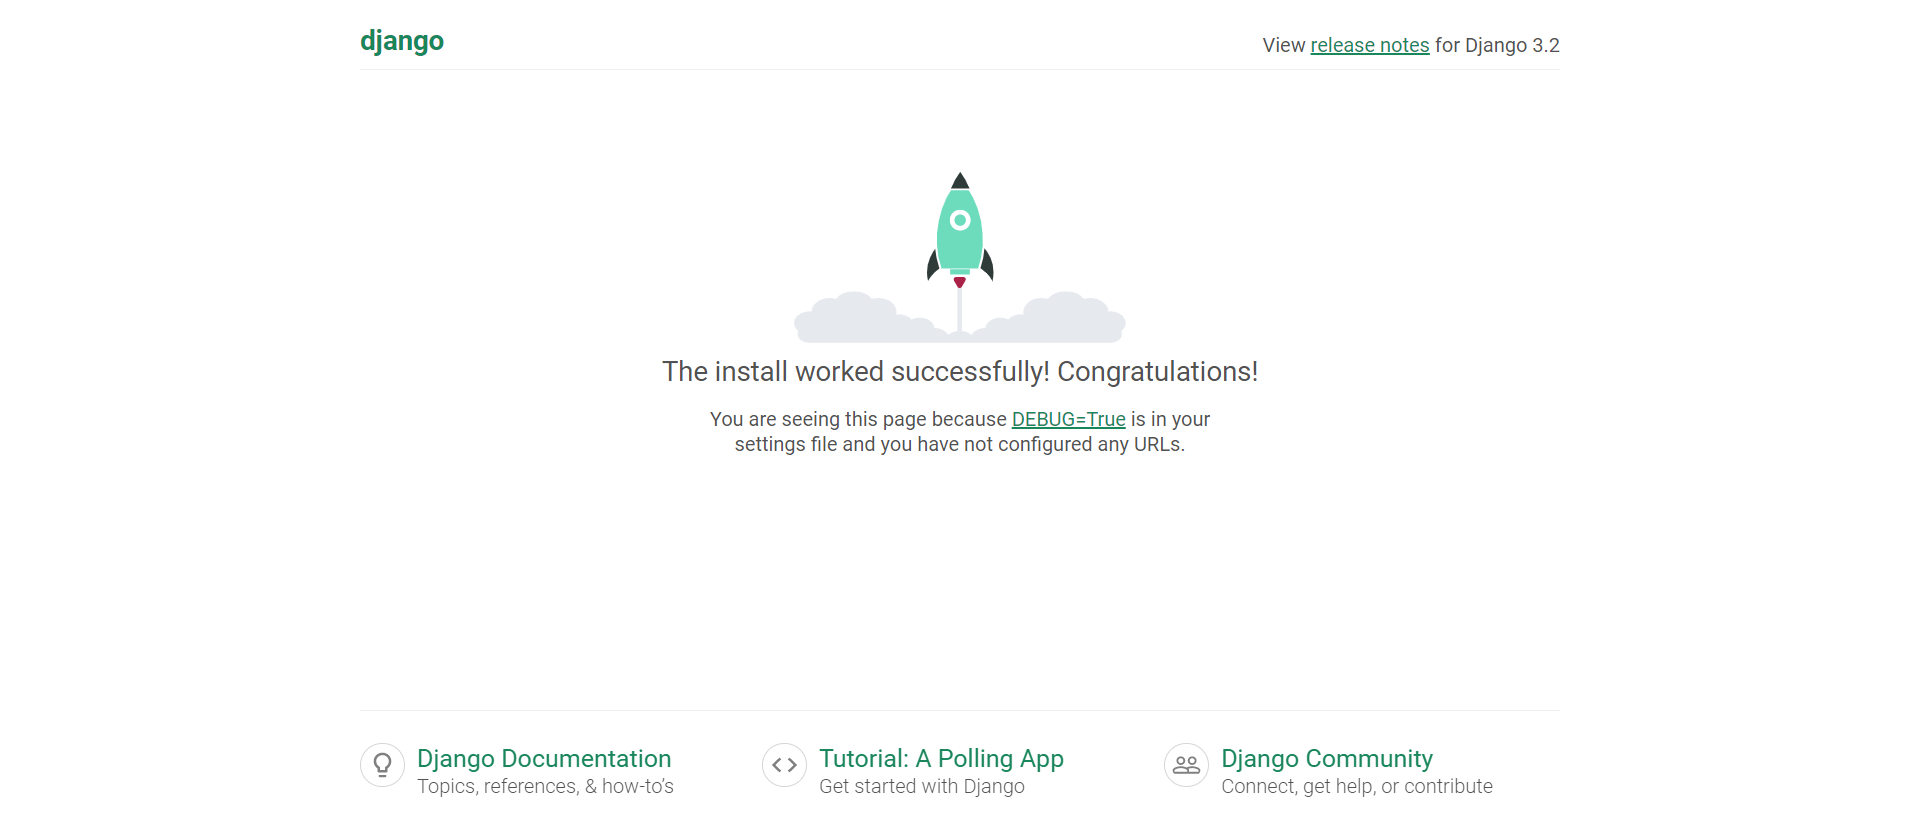 django
View release notes for Django 3.2
The install worked successfully! Congratulations!
You are seeing this page because DEBUG=True is in your
settings file and you have not configured any URLs.
Django Documentation
Topics, references, & how-to’s
Tutorial: A Polling App
Get started with Django
Django Community
Connect, get help, or contribute